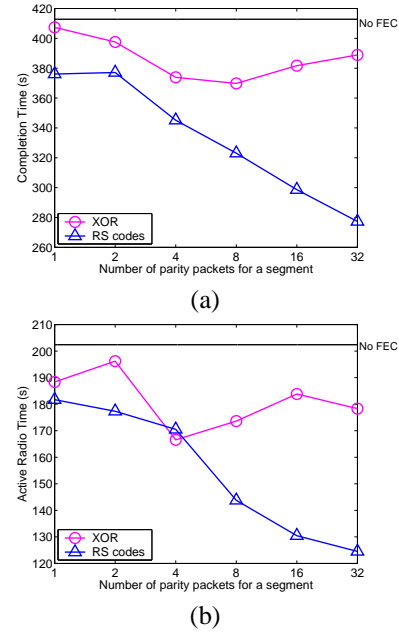 420
No FEC
400
380
360
340
320
300
280
260
Completion Time (s)
XOR
RS codes
1 2 4 8 16 32
Number of parity packets for a segment
(a)
210
No FEC
200
190
180
170
160
150
140
130
120
Active Radio Time (s)
XOR
RS codes
1 2 4 8 16 32
Number of parity packets for a segment
(b)